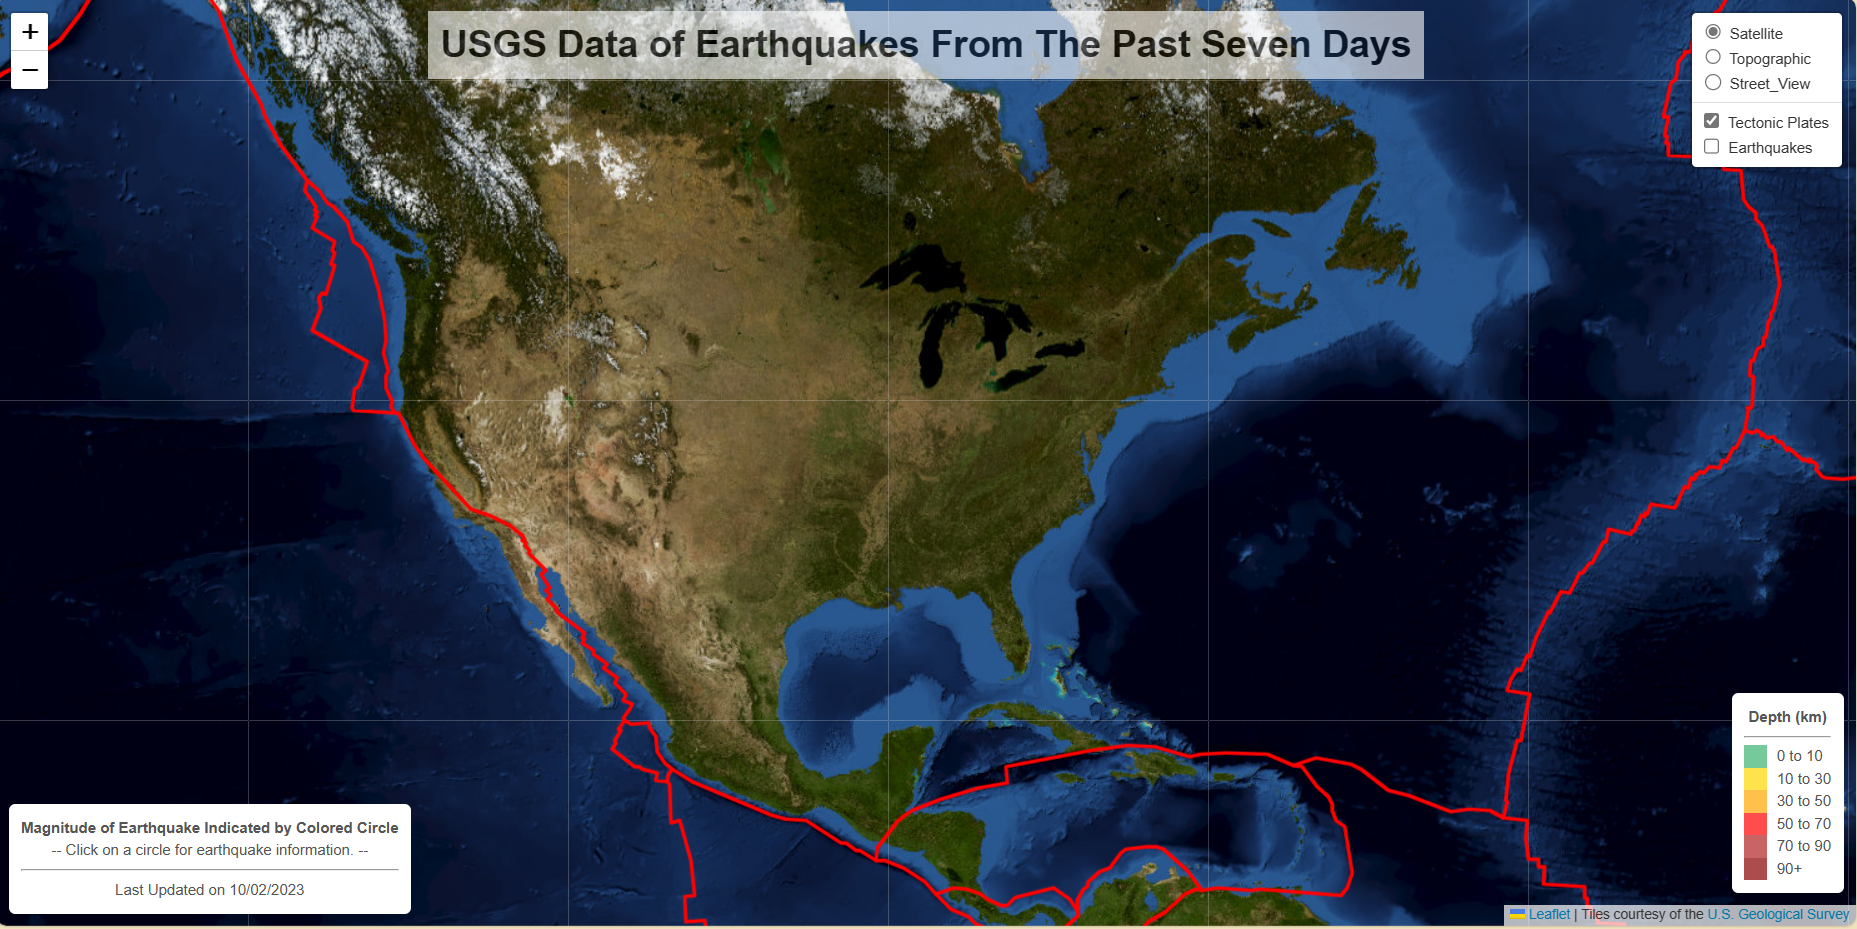 +
−
USGS Data of Earthquakes From The Past Seven Days
Satellite
Topographic
Street_View
Tectonic Plates
Earthquakes
Magnitude of Earthquake Indicated by Colored Circle
-- Click on a circle for earthquake information. --
Last Updated on 10/02/2023
Depth (km)
0 to 10
10 to 30
30 to 50
50 to 70
70 to 90
90+
Leaflet | Tiles courtesy of the U.S. Geological Survey